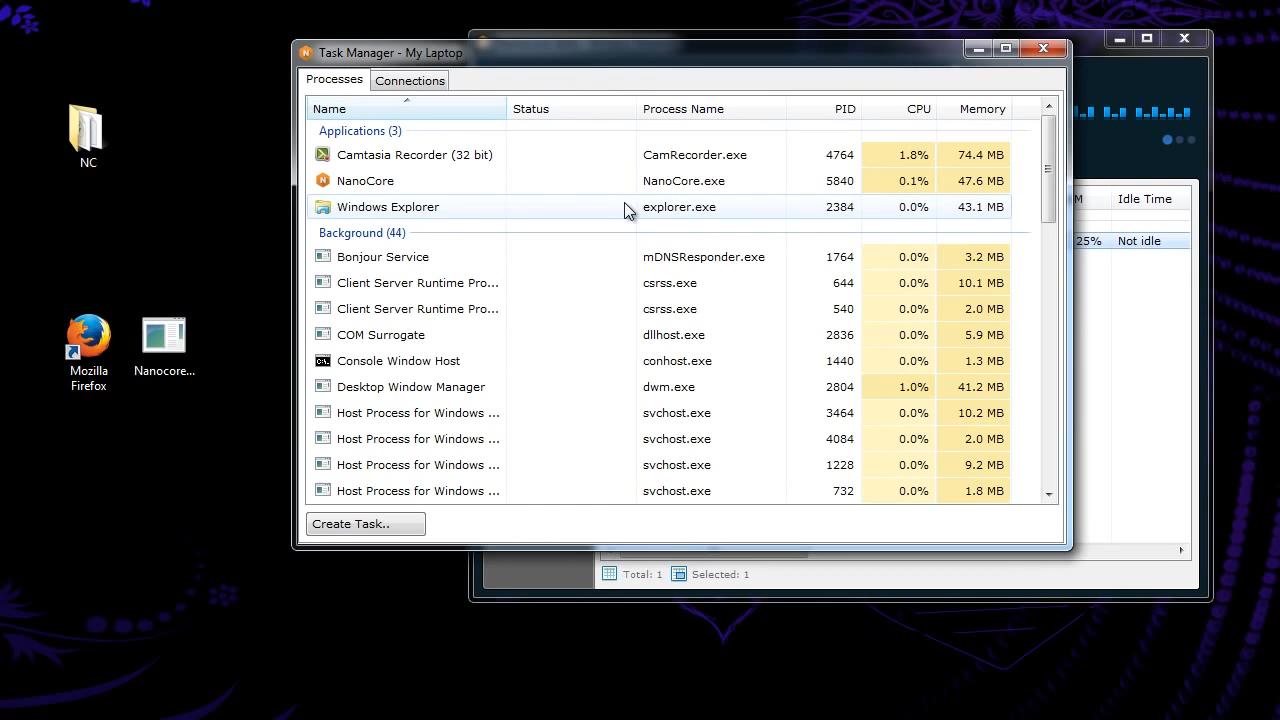 NC
Mozilla
Firefox
Nanocore...
Task Manager - My Laptop
Processes
Connections
Name Status Process Name PID CPU Memory
Applications (3)
Camtasia Recorder (32 bit) CamRecorder.exe 4764 1.8% 74.4 MB
NanoCore NanoCore.exe 5840 0.1% 47.6 MB
Windows Explorer explorer.exe 2384 0.0% 43.1 MB
Background (44)
Bonjour Service mDNSResponder.exe 1764 0.0% 3.2 MB
Client Server Runtime Pro... csrss.exe 644 0.0% 10.1 MB
Client Server Runtime Pro... csrss.exe 540 0.0% 2.0 MB
COM Surrogate dllhost.exe 2836 0.0% 5.9 MB
Console Window Host conhost.exe 1440 0.0% 1.3 MB
Desktop Window Manager dwm.exe 2804 1.0% 41.2 MB
Host Process for Windows ... svchost.exe 3464 0.0% 10.2 MB
Host Process for Windows ... svchost.exe 4084 0.0% 2.0 MB
Host Process for Windows ... svchost.exe 1228 0.0% 9.2 MB
Host Process for Windows ... svchost.exe 732 0.0% 1.8 MB
Create Task..
M Idle Time
25% Not idle
Total: 1 Selected: 1